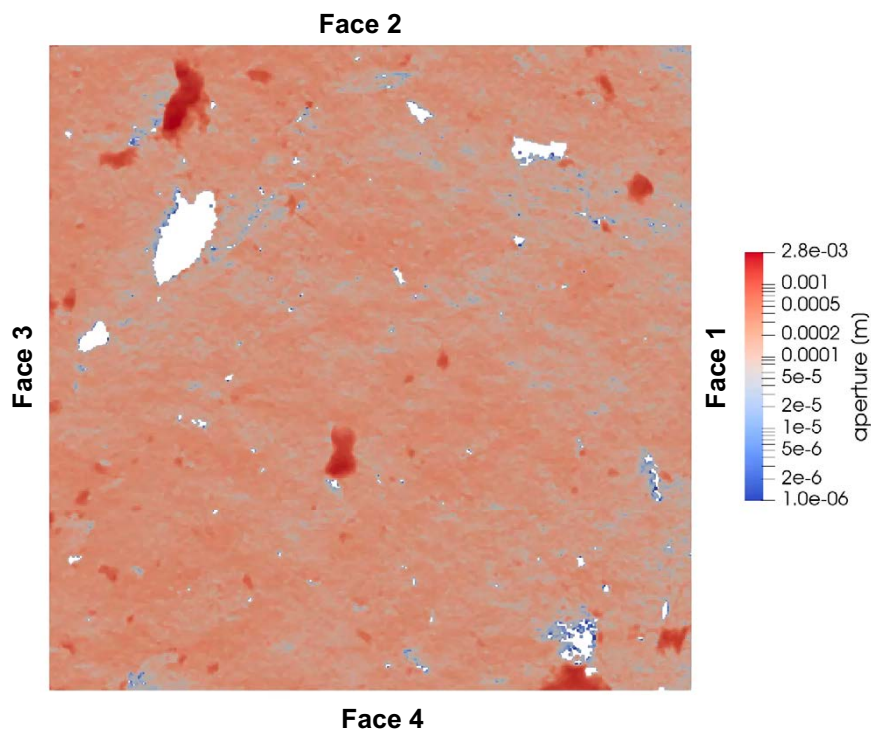 Face 2
Face 3
Face 1
2.8e-03
0.001
0.0005
0.0002
0.0001
5e-5
2e-5
1e-5
5e-6
2e-6
1.0e-06
aperture (m)
Face 4